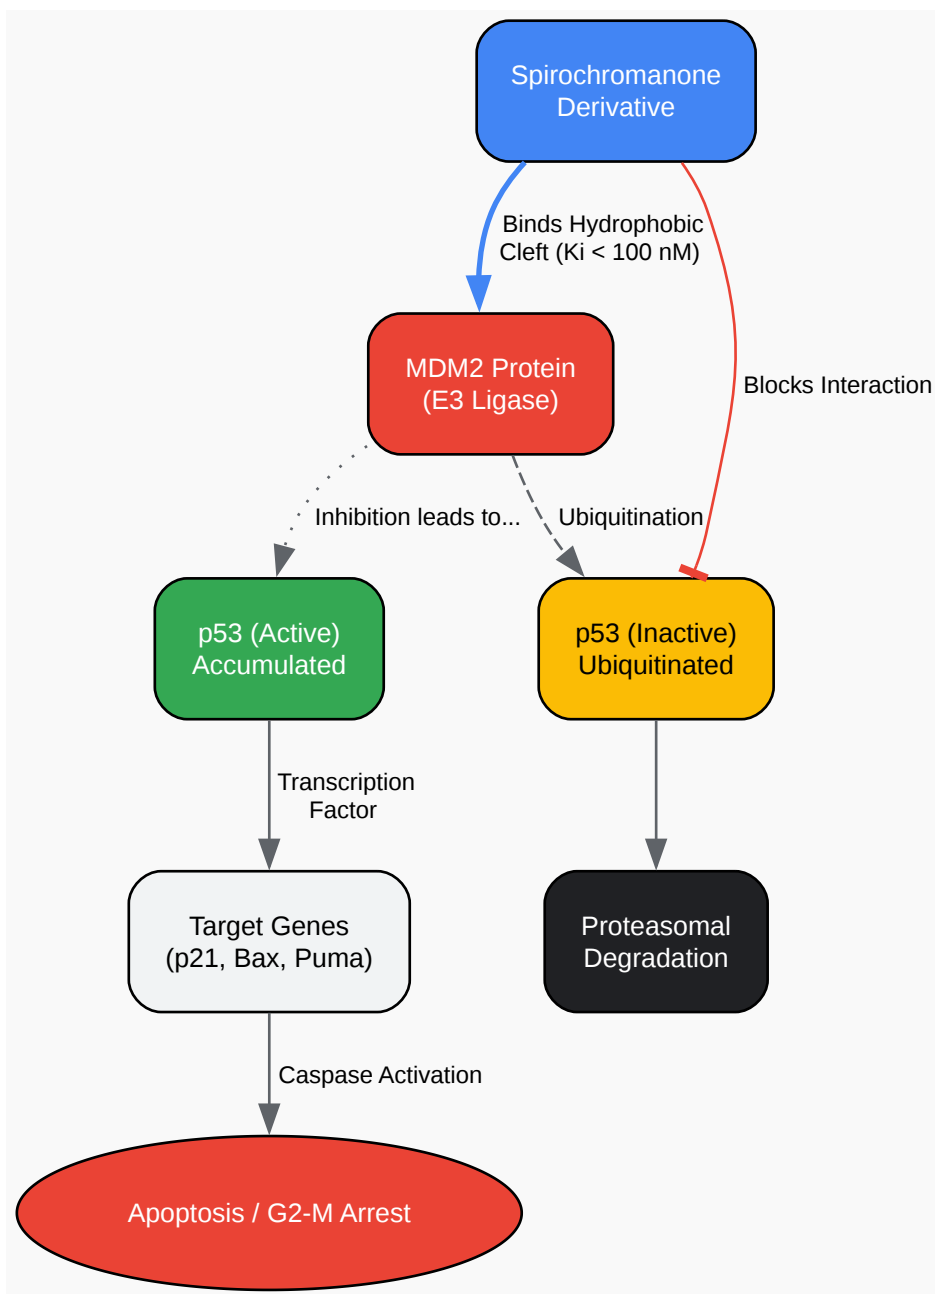 Spirochromanone
Derivative
Binds Hydrophobic
Cleft (Ki < 100 nM)
MDM2 Protein
(E3 Ligase)
Blocks Interaction
Inhibition leads to...
Ubiquitination
p53 (Active)
Accumulated
p53 (Inactive)
Ubiquitinated
Transcription
Factor
Target Genes
(p21, Bax, Puma)
Proteasomal
Degradation
Caspase Activation
Apoptosis / G2-M Arrest